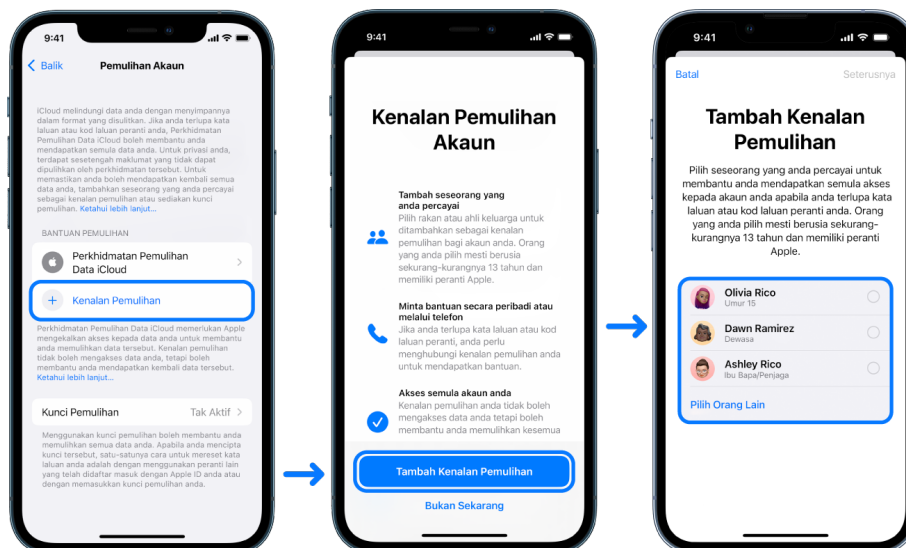 9:41
Balik
Pemulihan Akaun
iCloud melindungi data anda dengan menyimpannya
dalam format yang disulitkan. Jika anda terlupa kata
laluan atau kod laluan peranti anda, Perkhidmatan
Pemulihan Data iCloud boleh membantu anda
mendapatkan semula data anda. Untuk privasi anda,
terdapat sesetengah maklumat yang tidak dapat
dipulihkan oleh perkhidmatan tersebut. Untuk
memastikan anda boleh mendapatkan kembali semua
data anda, tambahkan seseorang yang anda percayai
sebagai kenalan pemulihan atau sediakan kunci
pemulihan. Ketahui lebih lanjut...
BANTUAN PEMULIHAN
Perkhidmatan Pemulihan
Data iCloud
Kenalan Pemulihan
Perkhidmatan Pemulihan Data iCloud memerlukan Apple
mengekalkan akses kepada data anda untuk membantu
anda memulihkan data tersebut. Kenalan pemulihan
tidak boleh mengakses data anda, tetapi boleh
membantu anda mendapatkan kembali data tersebut.
Ketahui lebih lanjut...
Kunci Pemulihan
Tak Aktif
Menggunakan kunci pemulihan boleh membantu anda
memulihkan semua data anda. Apabila anda mencipta
kunci tersebut, satu-satunya cara untuk mereset kata
laluan anda adalah dengan menggunakan peranti lain
yang telah didaftar masuk dengan Apple ID anda atau
dengan memasukkan kunci pemulihan anda.
9:41
Kenalan Pemulihan
Akaun
Tambah seseorang yang
anda percayai
Pilih rakan atau ahli keluarga untuk
ditambahkan sebagai kenalan
pemulihan bagi akaun anda. Orang
yang anda pilih mesti berusia
sekurang-kurangnya 13 tahun dan
memiliki peranti Apple.
Minta bantuan secara peribadi atau
melalui telefon
Jika anda terlupa kata laluan atau kod
laluan peranti, anda perlu
menghubungi kenalan pemulihan anda
untuk mendapatkan bantuan.
Akses semula akaun anda
Kenalan pemulihan anda tidak boleh
mengakses data anda tetapi boleh
membantu anda memulihkan kesemua
Tambah Kenalan Pemulihan
Bukan Sekarang
9:41
Batal
Seterusnya
Tambah Kenalan
Pemulihan
Pilih seseorang yang anda percayai untuk
membantu anda mendapatkan semula akses
kepada akaun anda apabila anda terlupa kata
laluan atau kod laluan peranti anda. Orang
yang anda pilih mesti berusia sekurang-
kurangnya 13 tahun dan memiliki peranti
Apple.
Olivia Rico
Umur 15
Dawn Ramirez
Dewasa
Ashley Rico
Ibu Bapa/Penjaga
Pilih Orang Lain